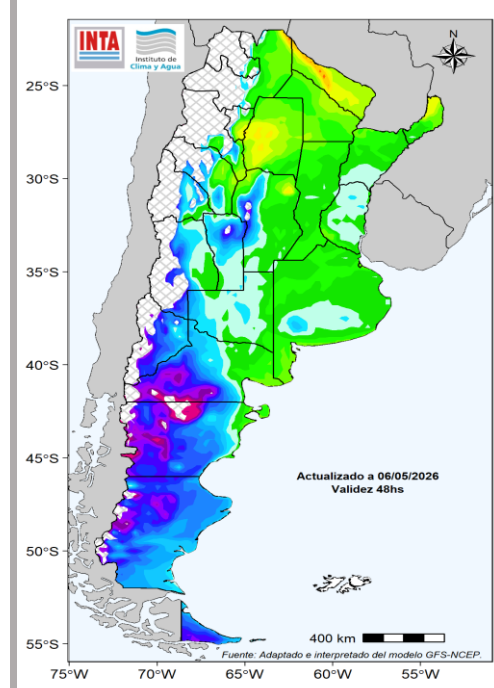 INTA
Instituto de
Clima y Agua
N
25°S
30°S
35°S
40°S
45°S
50°S
55°S
Actualizado a 06/05/2026
Validez 48hs
400 km
Fuente: Adaptado e interpretado del modelo GFS-NCEP.
75°W
70°W
65°W
60°W
55°W